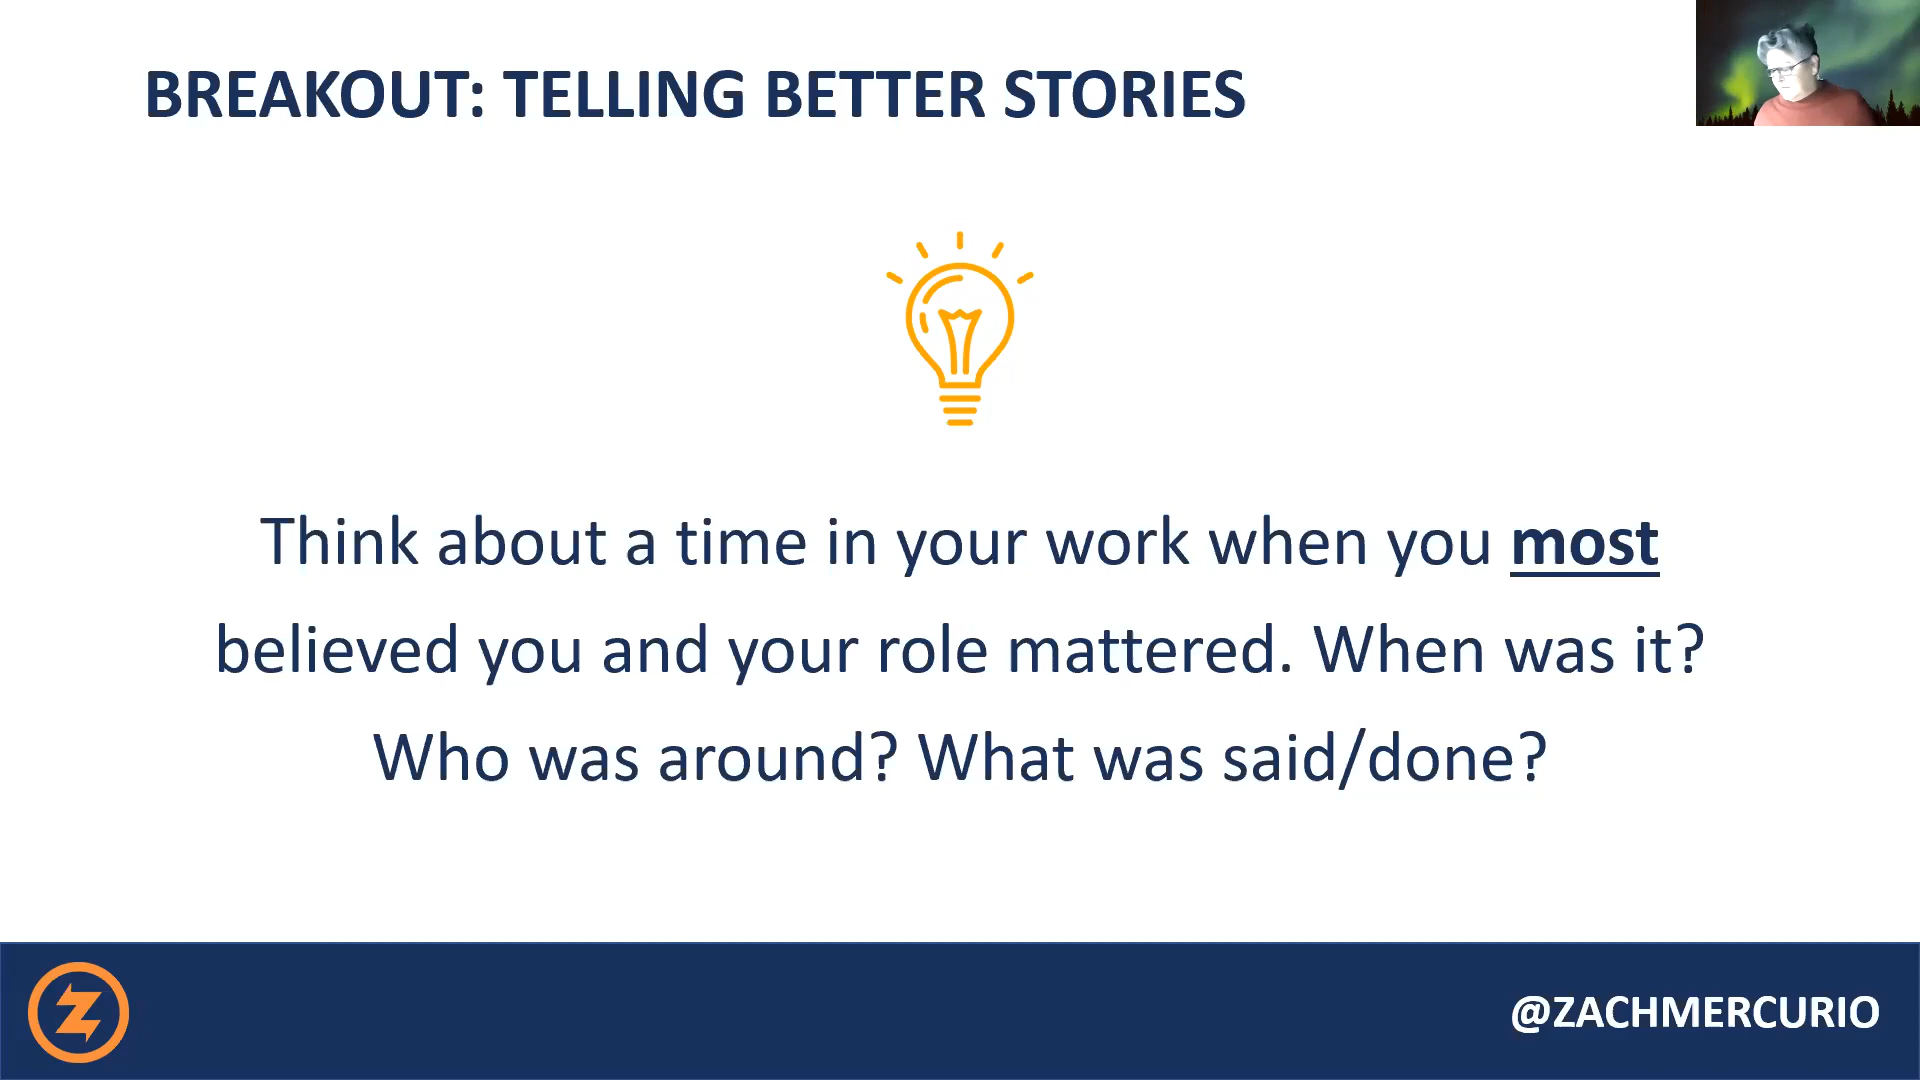 BREAKOUT: TELLING BETTER STORIES
Think about a time in your work when you most
believed you and your role mattered. When was it?
Who was around? What was said/done?
@ZACHMERCURIO